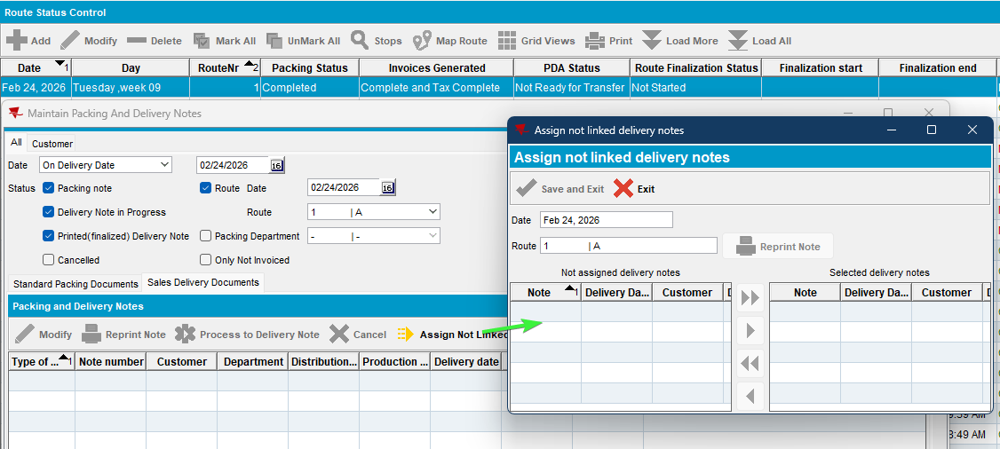 Route Status Control
Add Modify Delete Mark All UnMark All Stops Map Route Grid Views Print Load More Load All
Date 1 Day RouteNr 2 Packing Status Invoices Generated PDA Status Route Finalization Status Finalization start Finalization end
Feb 24, 2026 Tuesday ,week 09 1 Completed Complete and Tax Complete Not Ready for Transfer Not Started
Maintain Packing And Delivery Notes
All Customer
Date On Delivery Date 02/24/2026 16
Status Packing note Route Date 02/24/2026 16
Delivery Note in Progress Route 1 | A
Printed(finalized) Delivery Note Packing Department - | -
Cancelled Only Not Invoiced
Standard Packing Documents Sales Delivery Documents
Packing and Delivery Notes
Modify Reprint Note Process to Delivery Note Cancel Assign Not Linked
Type of ... 1 Note number Customer Department Distribution... Production ... Delivery date
Assign not linked delivery notes
Assign not linked delivery notes
Save and Exit Exit
Date Feb 24, 2026
Route 1 | A Reprint Note
Not assigned delivery notes Selected delivery notes
Note 1 Delivery Da... Customer Note Delivery Da... Customer
8:49 AM